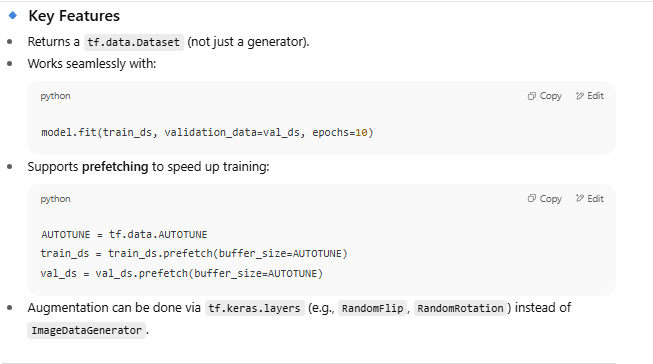 Key Features
Returns a tf.data.Dataset (not just a generator).
Works seamlessly with:
python
Copy
Edit
model.fit(train_ds, validation_data=val_ds, epochs=10)
Supports prefetching to speed up training:
python
Copy
Edit
AUTOTUNE = tf.data.AUTOTUNE
train_ds = train_ds.prefetch(buffer_size=AUTOTUNE)
val_ds = val_ds.prefetch(buffer_size=AUTOTUNE)
Augmentation can be done via tf.keras.layers (e.g., RandomFlip, RandomRotation) instead of
ImageDataGenerator.